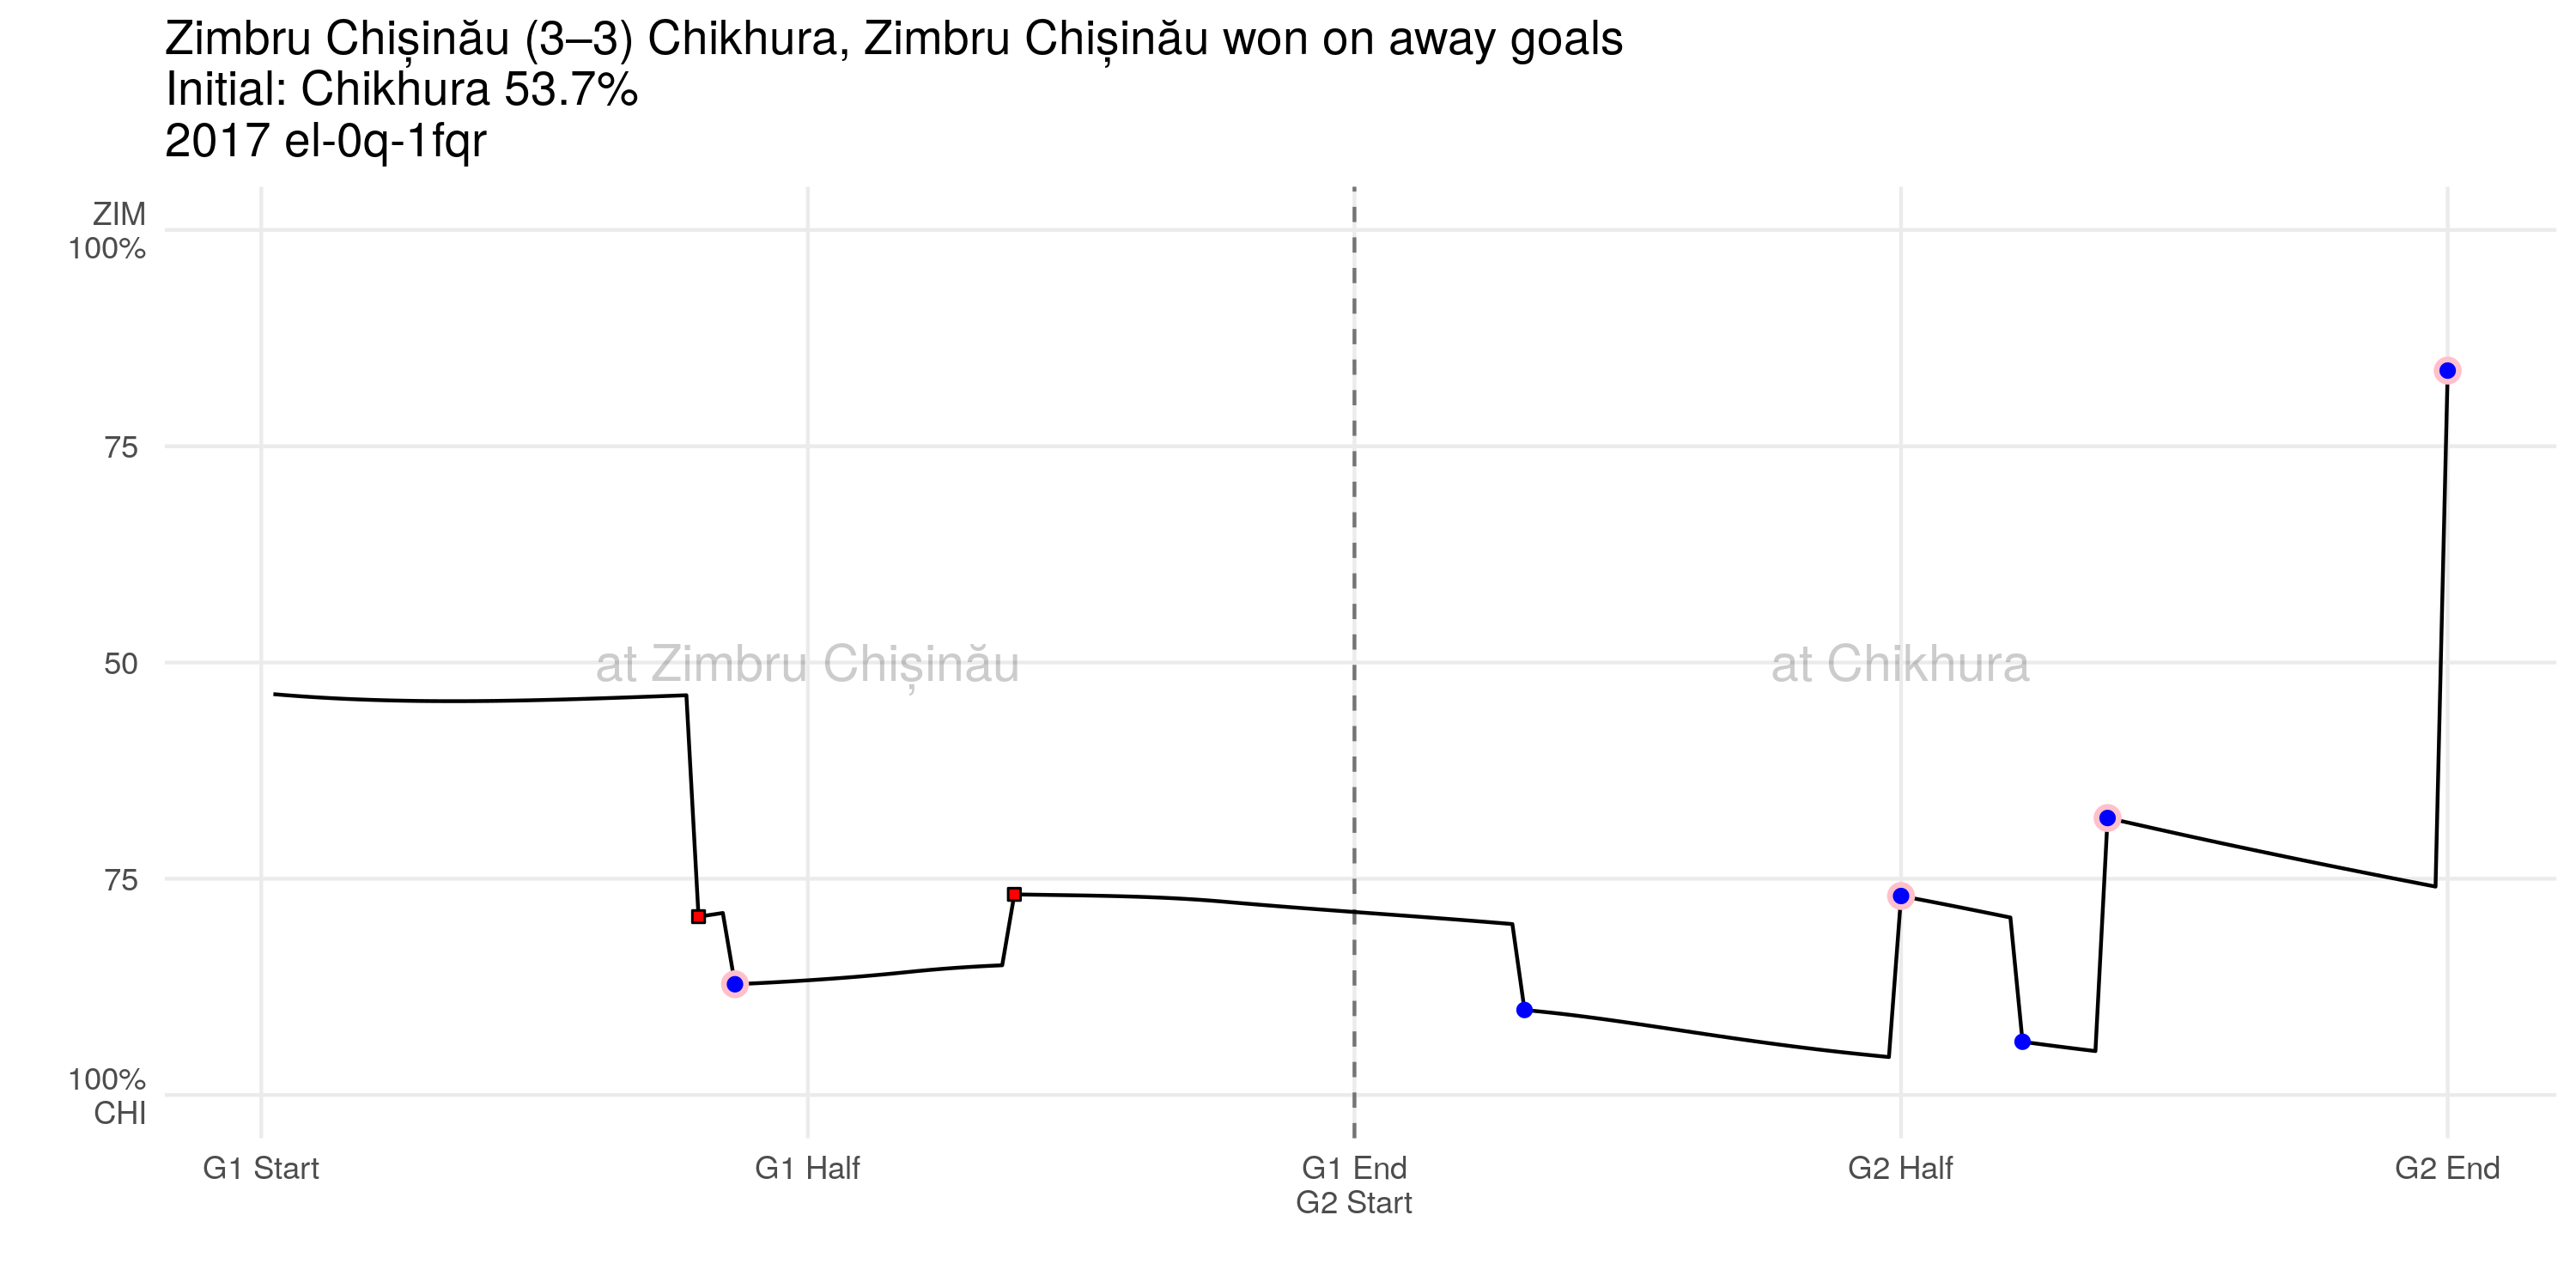 Zimbru Chișinău (3–3) Chikhura, Zimbru Chișinău won on away goals
Initial: Chikhura 53.7%
2017 el-0q-1fqr
ZIM
100%
75
50
75
100%
CHI
at Zimbru Chișinău
at Chikhura
G1 Start
G1 Half
G1 End
G2 Start
G2 Half
G2 End